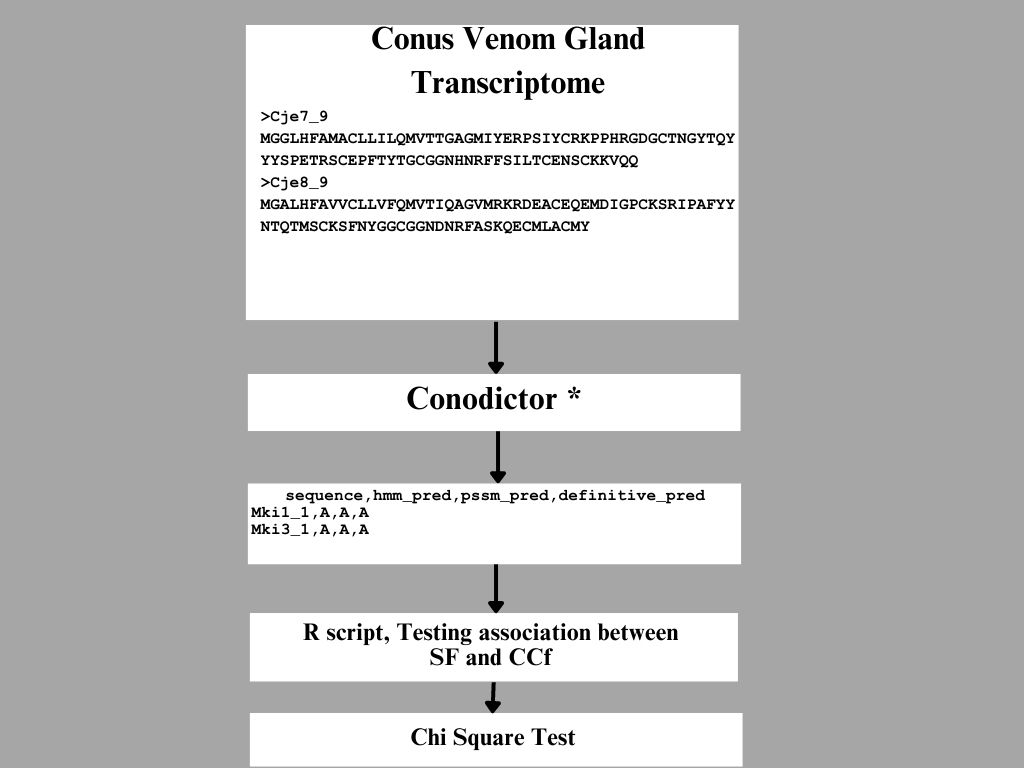 Conus Venom Gland
Transcriptome
>Cje7_9
MGGLHFAMACLLILQMVTTGAGMIYERPSIYCRKPPHRGDGCTNGYTQY
YYSPETRSCEPFTYTGCGGNHNRFFSILTCENSCKKVQQ
>Cje8_9
MGALHFAVVCLLVFQMVTIQAGVMRKRDEACEQEMDIGPCKSRIPAFYY
NTQTMSCKSFNYGGCGGNDNRFASKQECMLACMY
Conodictor *
sequence,hmm_pred,pssm_pred,definitive_pred
Mki1_1,A,A,A
Mki3_1,A,A,A
R script, Testing association between
SF and CCf
Chi Square Test